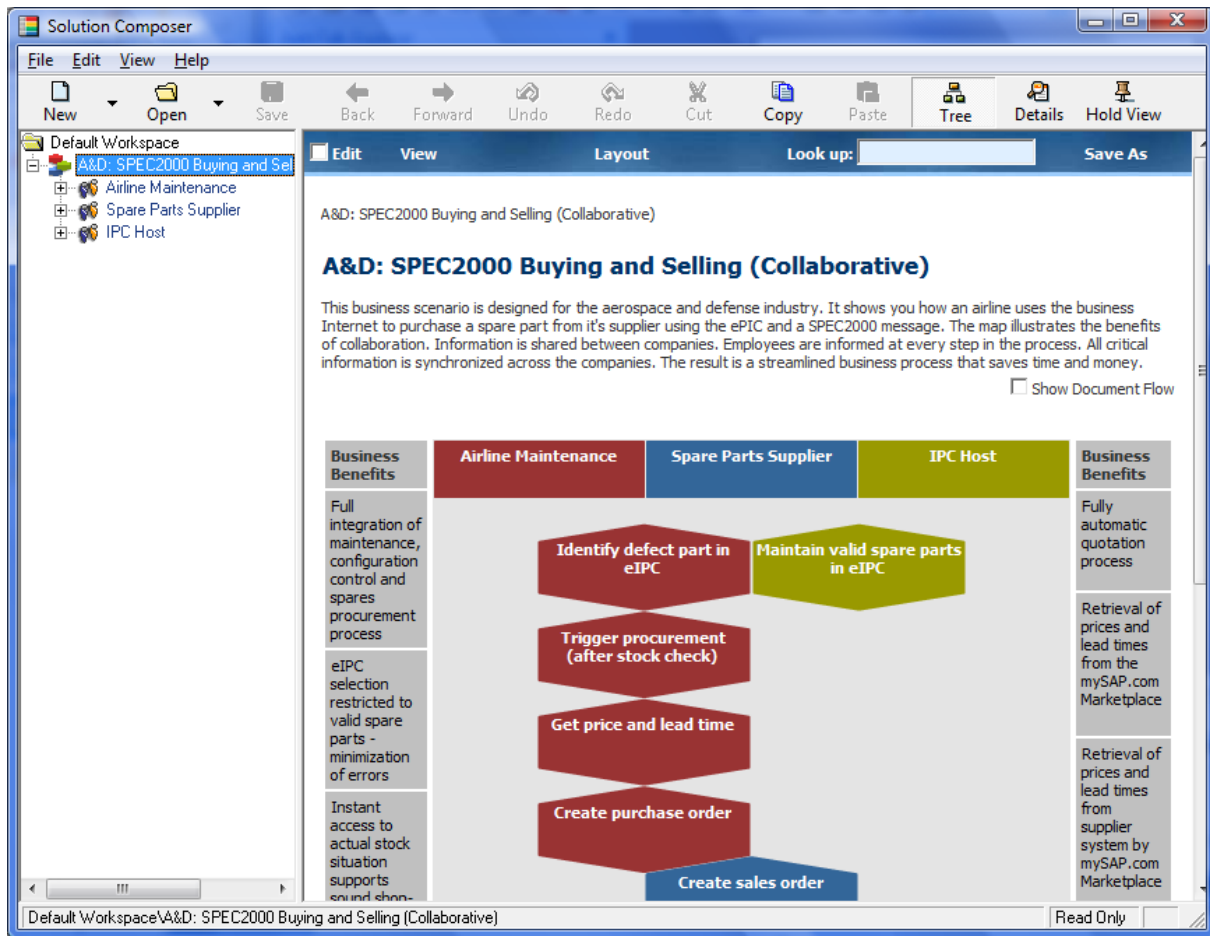 Solution Composer
File Edit View Help
New Open Save Back Forward Undo Redo Cut Copy Paste Tree Details Hold View
Default Workspace
A&D: SPEC2000 Buying and Sel
Airline Maintenance
Spare Parts Supplier
IPC Host
Edit View Layout Look up: Save As
A&D: SPEC2000 Buying and Selling (Collaborative)
A&D: SPEC2000 Buying and Selling (Collaborative)
This business scenario is designed for the aerospace and defense industry. It shows you how an airline uses the business
Internet to purchase a spare part from it's supplier using the ePIC and a SPEC2000 message. The map illustrates the benefits
of collaboration. Information is shared between companies. Employees are informed at every step in the process. All critical
information is synchronized across the companies. The result is a streamlined business process that saves time and money.
Show Document Flow
Business
Benefits
Full
integration of
maintenance,
configuration
control and
spares
procurement
process
eIPC
selection
restricted to
valid spare
parts -
minimization
of errors
Instant
access to
actual stock
situation
supports
sound shop-
Airline Maintenance
Spare Parts Supplier
IPC Host
Identify defect part in
eIPC
Maintain valid spare parts
in eIPC
Trigger procurement
(after stock check)
Get price and lead time
Create purchase order
Create sales order
Business
Benefits
Fully
automatic
quotation
process
Retrieval of
prices and
lead times
from the
mySAP.com
Marketplace
Retrieval of
prices and
lead times
from
supplier
system by
mySAP.com
Marketplace
Default Workspace\A&D: SPEC2000 Buying and Selling (Collaborative)
Read Only